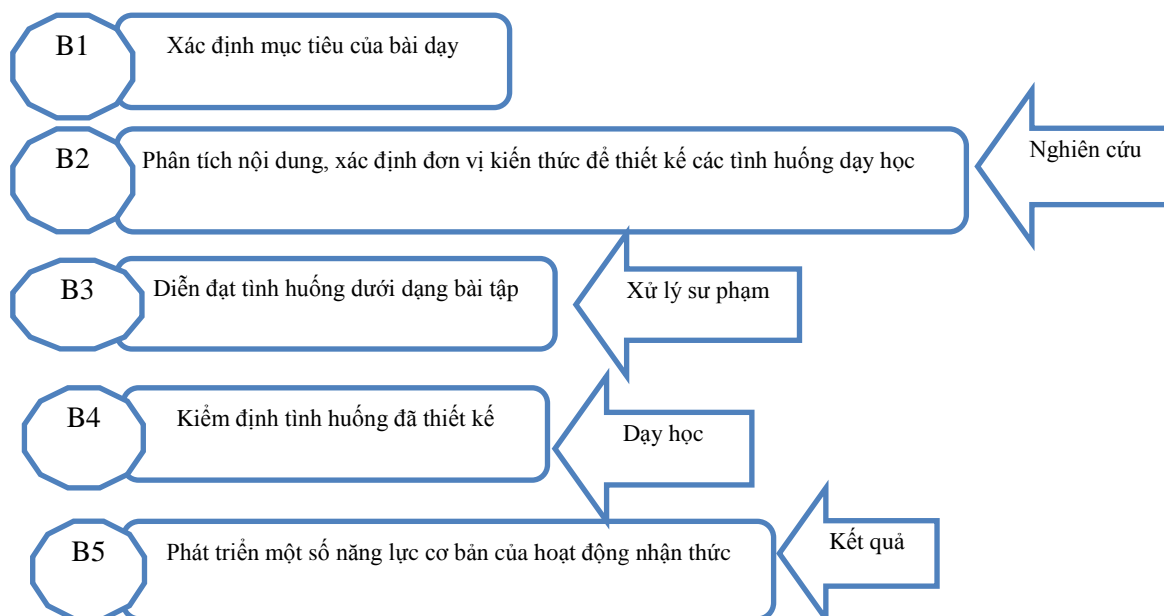 B1
Xác định mục tiêu của bài dạy
B2
Phân tích nội dung, xác định đơn vị kiến thức để thiết kế các tình huống dạy học
Nghiên cứu
B3
Diễn đạt tình huống dưới dạng bài tập
Xử lý sư phạm
B4
Kiểm định tình huống đã thiết kế
Dạy học
B5
Phát triển một số năng lực cơ bản của hoạt động nhận thức
Kết quả